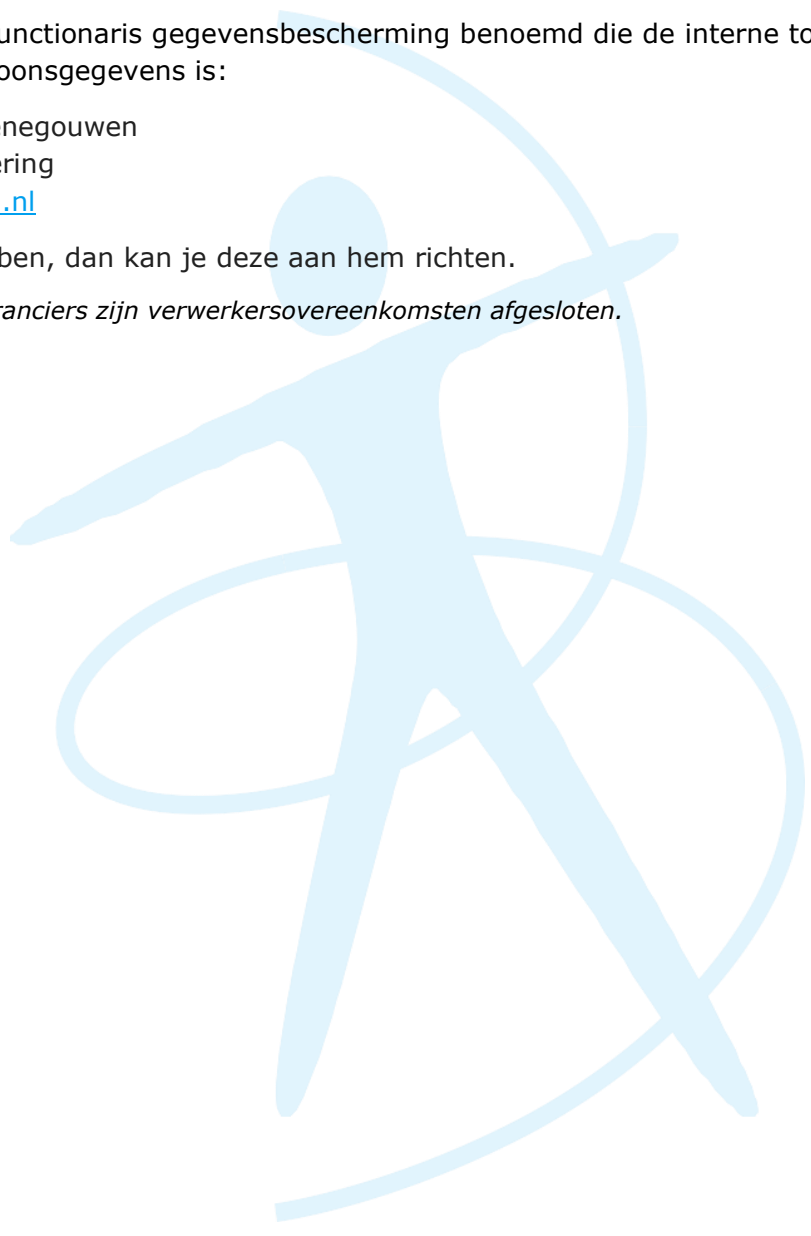 unctionaris gegevensbescherming benoemd die de interne to
oonsgegevens is:
enegouwen
ering
.nl
ben, dan kan je deze aan hem richten.
ranciers zijn verwerkersovereenkomsten afgesloten.